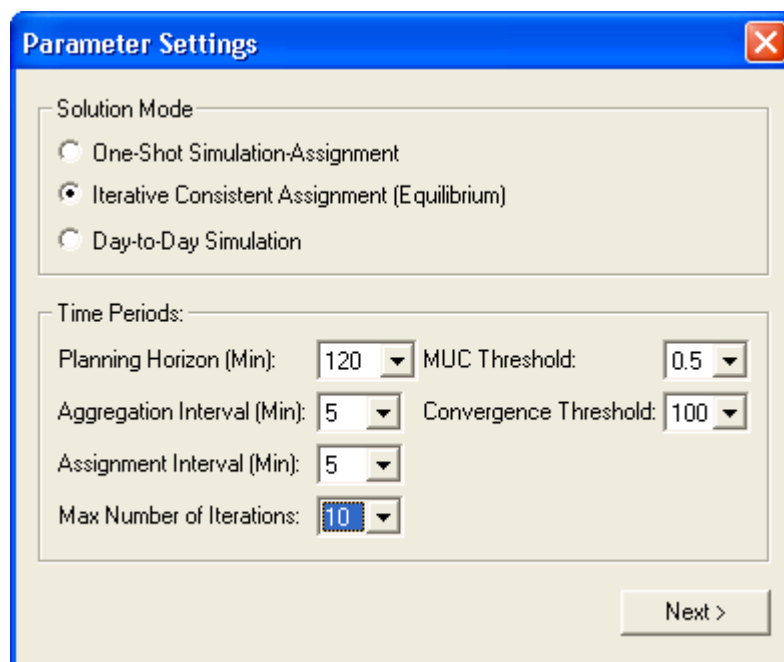 Parameter Settings
Solution Mode
One-Shot Simulation-Assignment
Iterative Consistent Assignment (Equilibrium)
Day-to-Day Simulation
Time Periods:
Planning Horizon (Min): 120 MUC Threshold: 0.5
Aggregation Interval (Min): 5 Convergence Threshold: 100
Assignment Interval (Min): 5
Max Number of Iterations: 10
Next >